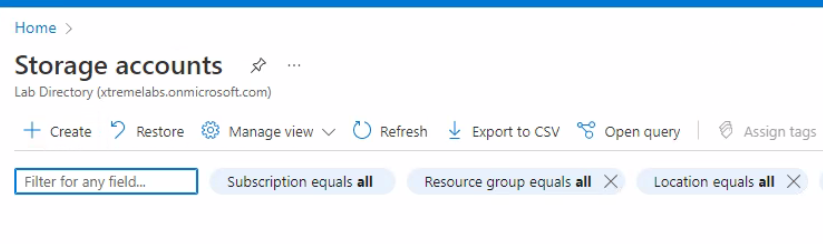 Home
Storage accounts
Lab Directory (xtremelabs.onmicrosoft.com)
Create Restore Manage view Refresh Export to CSV Open query Assign tags
Filter for any field... Subscription equals all Resource group equals all Location equals all